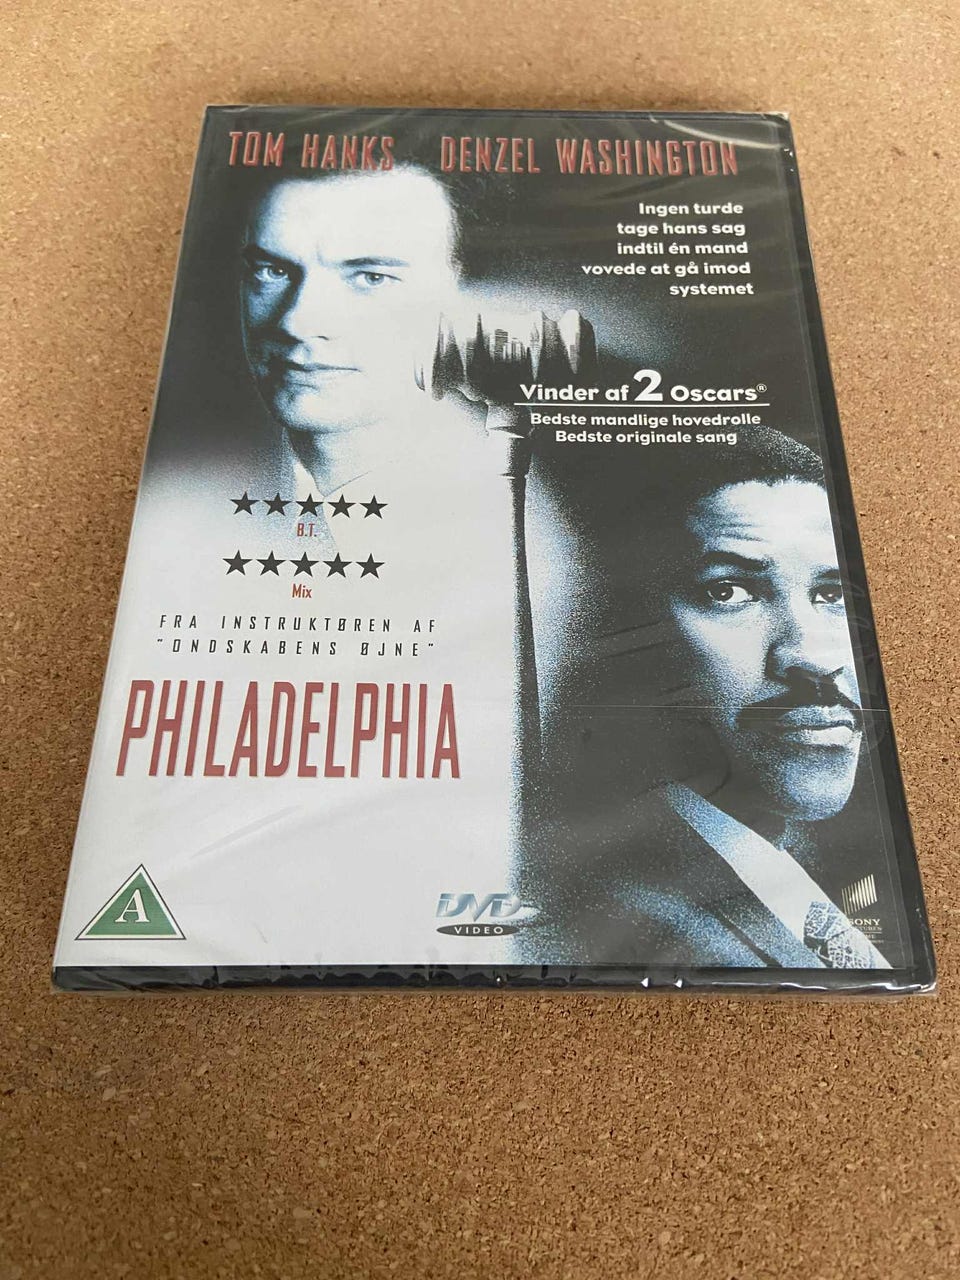 TOM HANKS DENZEL WASHINGTON
Ingen turde
tage hans sag
indtil én mand
vovede at gå imod
systemet
Vinder af 2 Oscars®
Bedste mandlige hovedrolle
Bedste originale sang
★★★★★
B.T.
★★★★★
Mix
FRA INSTRUKTØREN AF
"ONDSKABENS ØJNE"
PHILADELPHIA
A
DVD
VIDEO
SONY